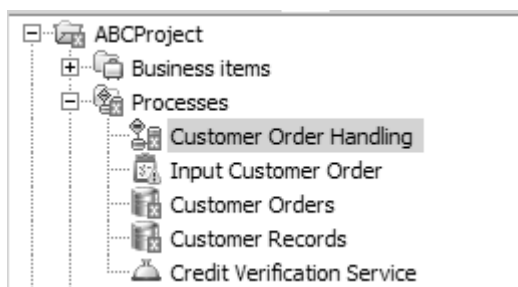 ABCProject
Business items
Processes
Customer Order Handling
Input Customer Order
Customer Orders
Customer Records
Credit Verification Service